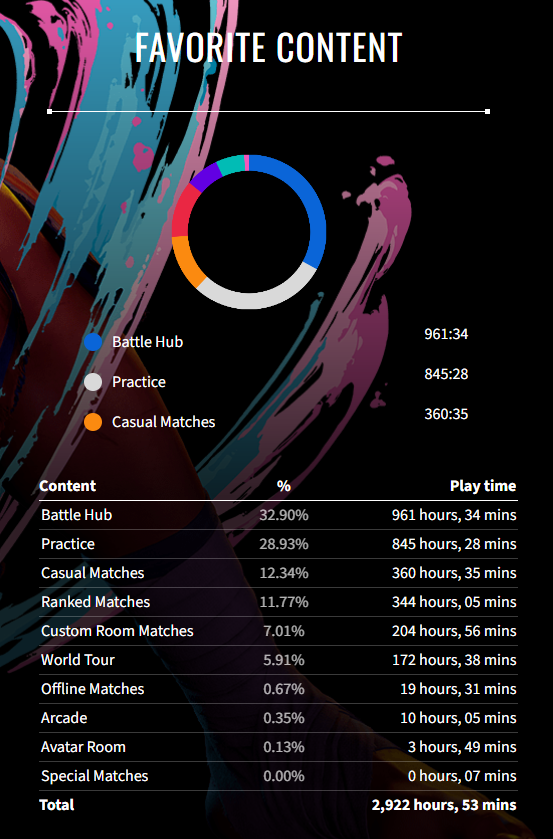 FAVORITE CONTENT
Battle Hub 961:34
Practice 845:28
Casual Matches 360:35
Content % Play time
Battle Hub 32.90% 961 hours, 34 mins
Practice 28.93% 845 hours, 28 mins
Casual Matches 12.34% 360 hours, 35 mins
Ranked Matches 11.77% 344 hours, 05 mins
Custom Room Matches 7.01% 204 hours, 56 mins
World Tour 5.91% 172 hours, 38 mins
Offline Matches 0.67% 19 hours, 31 mins
Arcade 0.35% 10 hours, 05 mins
Avatar Room 0.13% 3 hours, 49 mins
Special Matches 0.00% 0 hours, 07 mins
Total 2,922 hours, 53 mins